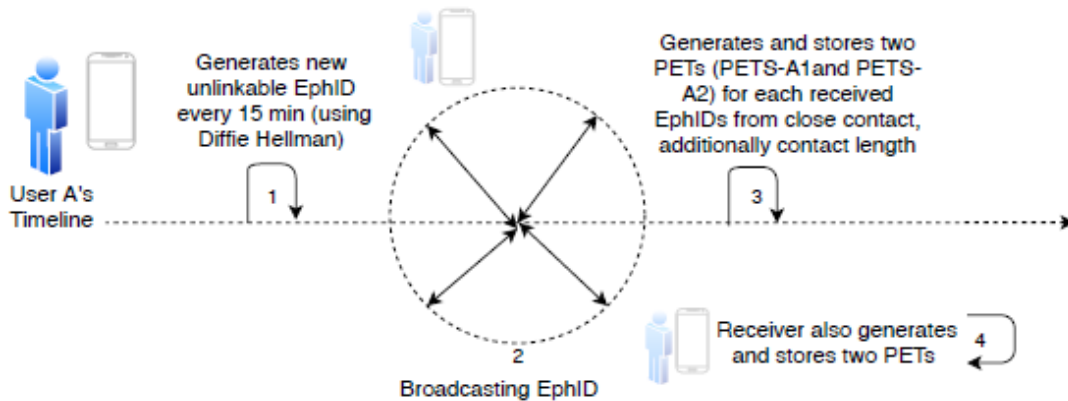 User A's
Timeline
Generates new
unlinkable EphID
every 15 min (using
Diffie Hellman)
1
2
Broadcasting EphID
Generates and stores two
PETs (PETS-A1and PETS-
A2) for each received
EphIDs from close contact,
additionally contact length
3
Receiver also generates
and stores two PETs
4